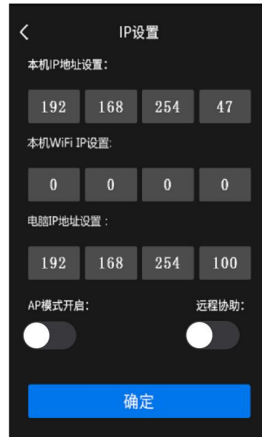 IP设置
本机IP地址设置：
192 168 254 47
本机WiFi IP设置:
0 0 0 0
电脑IP地址设置：
192 168 254 100
AP模式开启： 远程协助：
确定